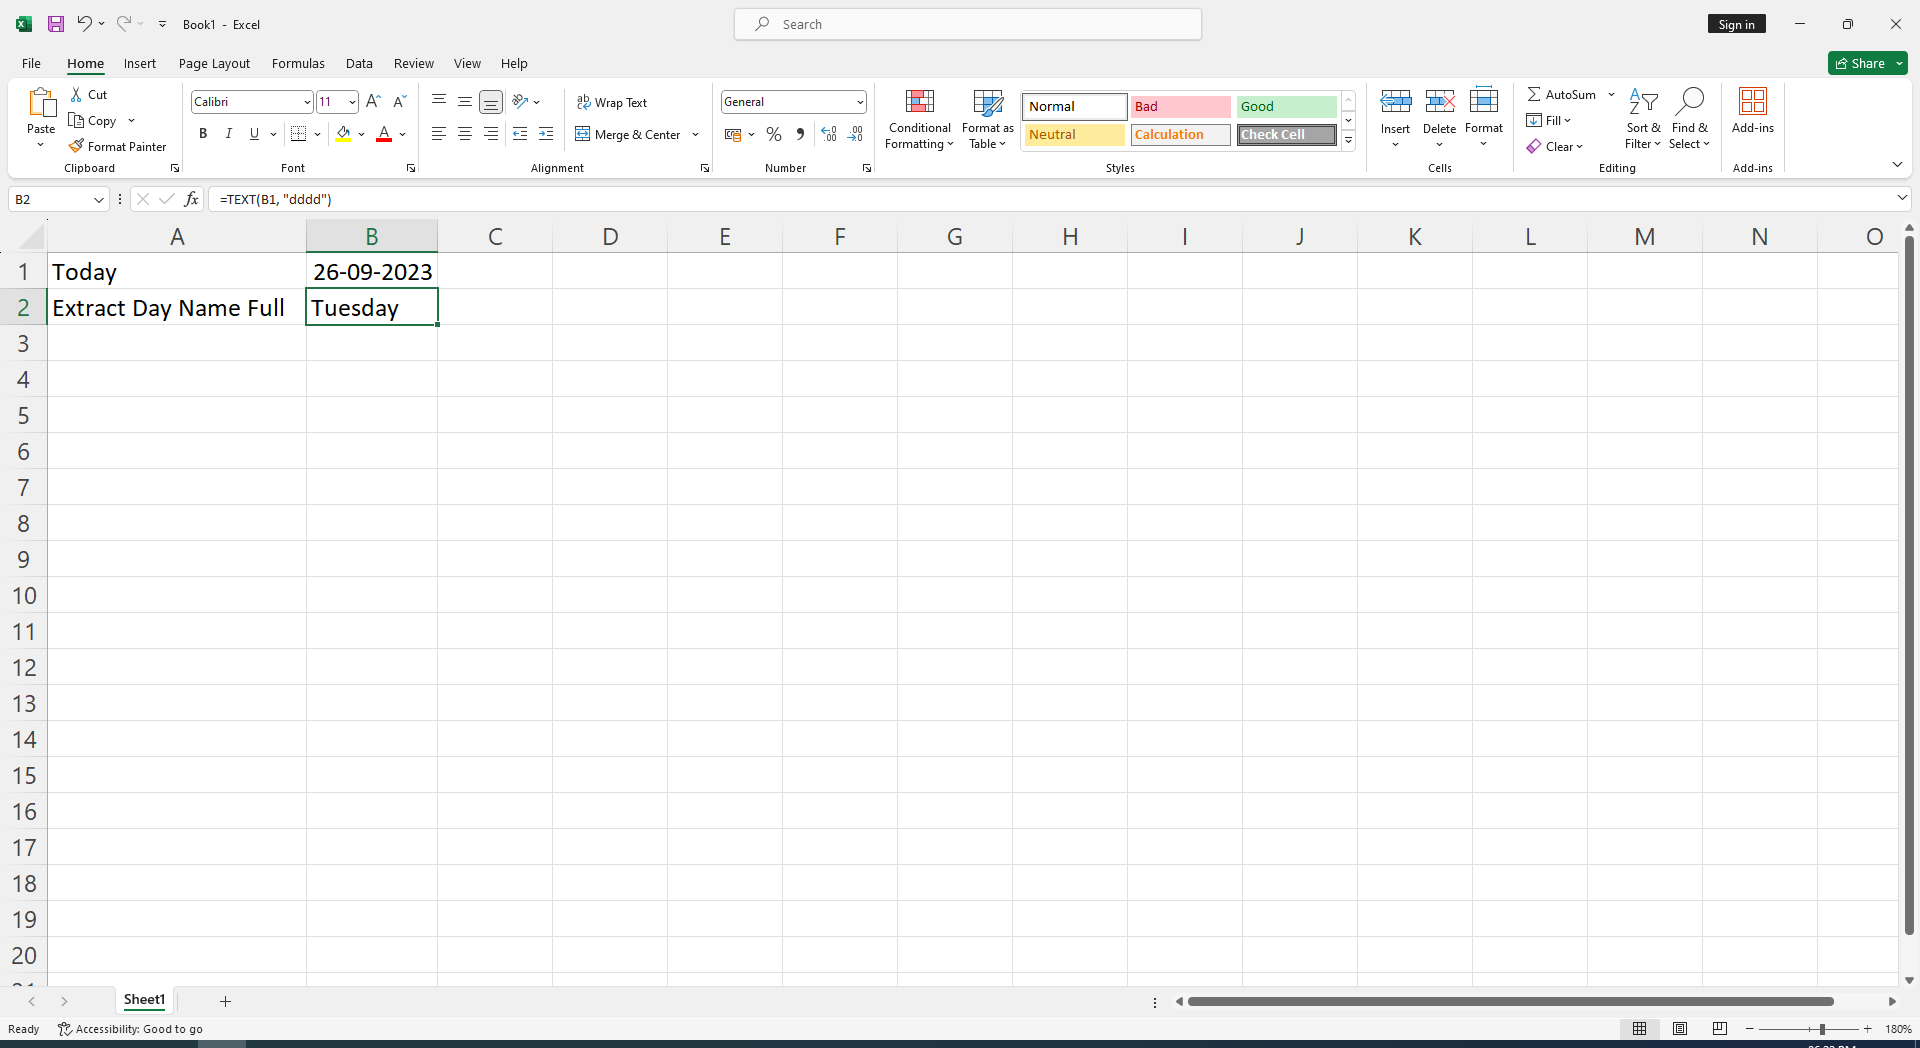 Book1 - Excel
Search
Sign in
File Home Insert Page Layout Formulas Data Review View Help
Share
Paste
Cut
Copy
Format Painter
Clipboard
Calibri 11
B I U
Font
Wrap Text
Merge & Center
Alignment
General
Number
Conditional Formatting
Format as Table
Normal Bad Good
Neutral Calculation Check Cell
Styles
Insert Delete Format
Cells
AutoSum
Fill
Clear
Sort & Filter
Find & Select
Editing
Add-ins
Add-ins
B2 fx =TEXT(B1, "dddd")
A B C D E F G H I J K L M N O
1 Today 26-09-2023
2 Extract Day Name Full Tuesday
3
4
5
6
7
8
9
10
11
12
13
14
15
16
17
18
19
20
Sheet1
Ready Accessibility: Good to go 180%